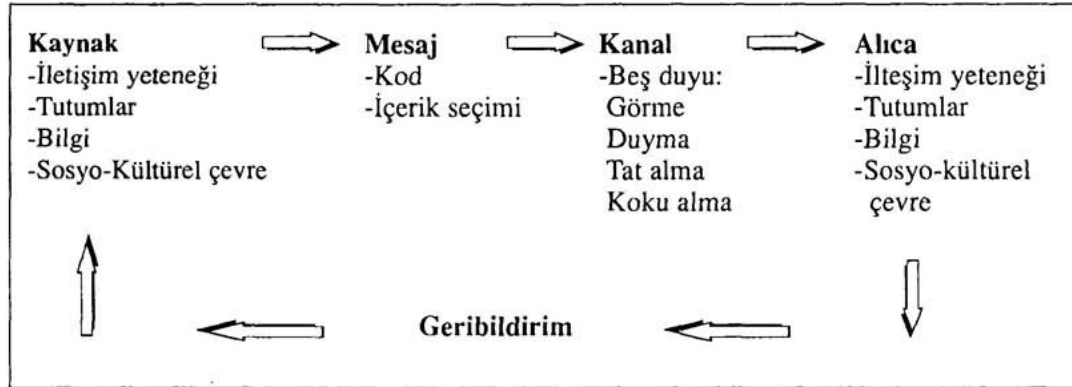 Kaynak
-İletişim yeteneği
-Tutumlar
-Bilgi
-Sosyo-Kültürel çevre
Mesaj
-Kod
-İçerik seçimi
Kanal
-Beş duyu:
Görme
Duyma
Tat alma
Koku alma
Alıca
-İlteşim yeteneği
-Tutumlar
-Bilgi
-Sosyo-kültürel
çevre
Geribildirim